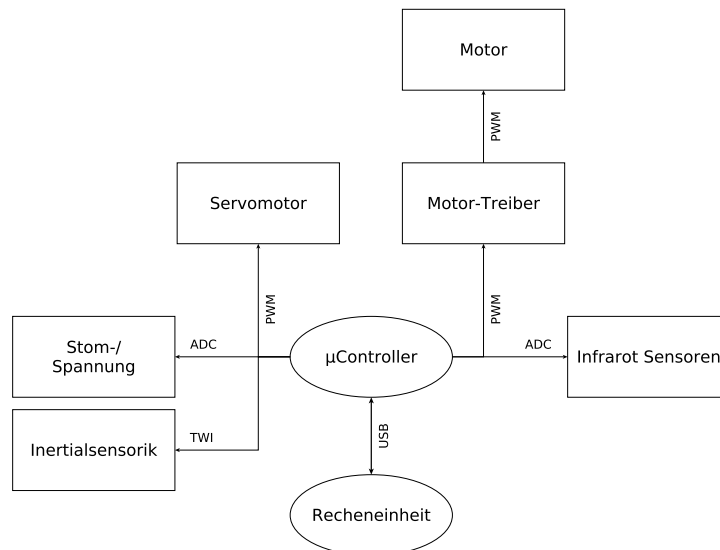 Motor
PWM
Servomotor
Motor-Treiber
PWM
PWM
Stom-/
Spannung
ADC
µController
ADC
Infrarot Sensoren
Inertialsensorik
TWI
USB
Recheneinheit